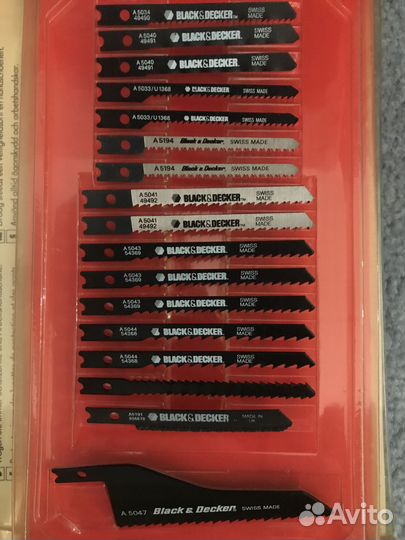 A 5034 49490 BLACK&DECKER™ SWISS MADE
A 5040 49491 BLACK&DECKER SWISS MADE
A 5040 49491 BLACK&DECKER SWISS MADE
A 5033/U1368 BLACK&DECKER SWISS MADE
A 5033/U1368 BLACK&DECKER SWISS MADE
A 5194 Black & Decker SWISS MADE
A 5194 Black & Decker SWISS MADE
A 5041 49492 BLACK&DECKER™ SWISS MADE
A 5041 49492 BLACK&DECKER™ SWISS MADE
A 5043 54369 BLACK&DECKER SWISS MADE
A 5043 54369 BLACK&DECKER SWISS MADE
A 5043 54369 BLACK&DECKER SWISS MADE
A 5044 54368 BLACK&DECKER SWISS MADE
A 5044 54368 BLACK&DECKER SWISS MADE
BLACK&DECKER MADE IN UK
A 5047 Black & Decker SWISS MADE
Avito